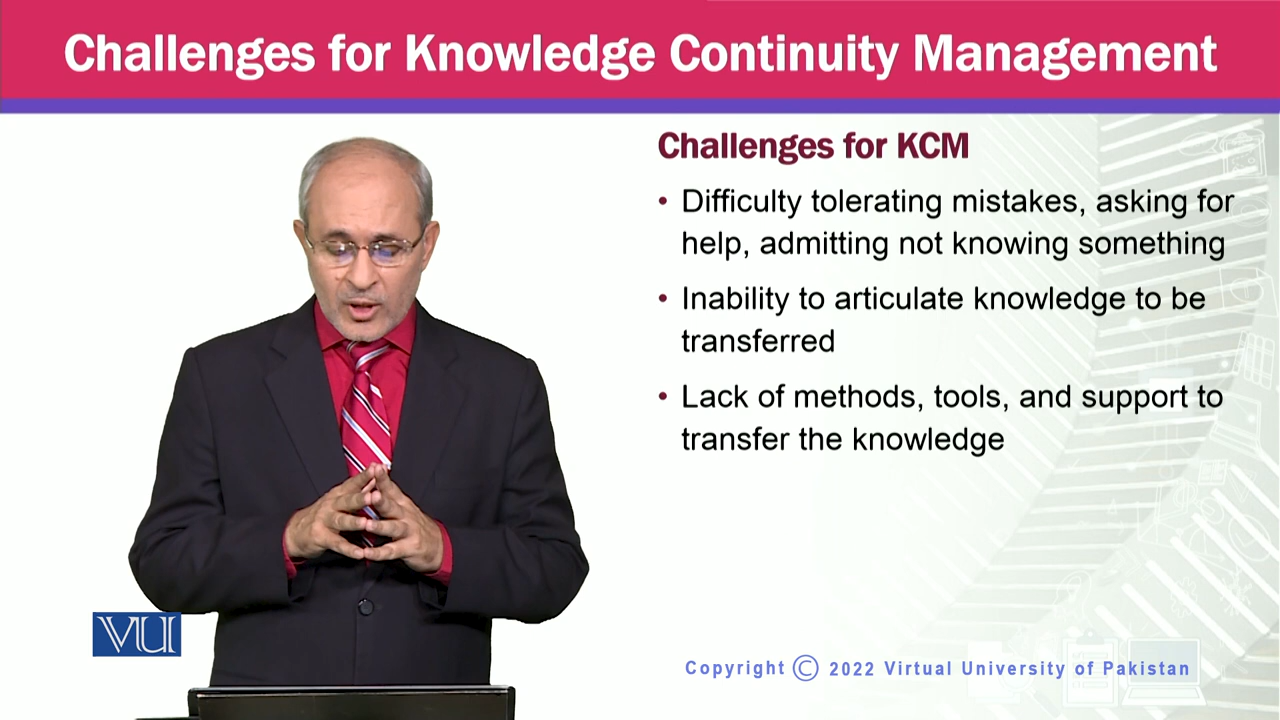 Challenges for Knowledge Continuity Management
Challenges for KCM
• Difficulty tolerating mistakes, asking for
help, admitting not knowing something
• Inability to articulate knowledge to be
transferred
• Lack of methods, tools, and support to
transfer the knowledge
VU
Copyright © 2022 Virtual University of Pakistan